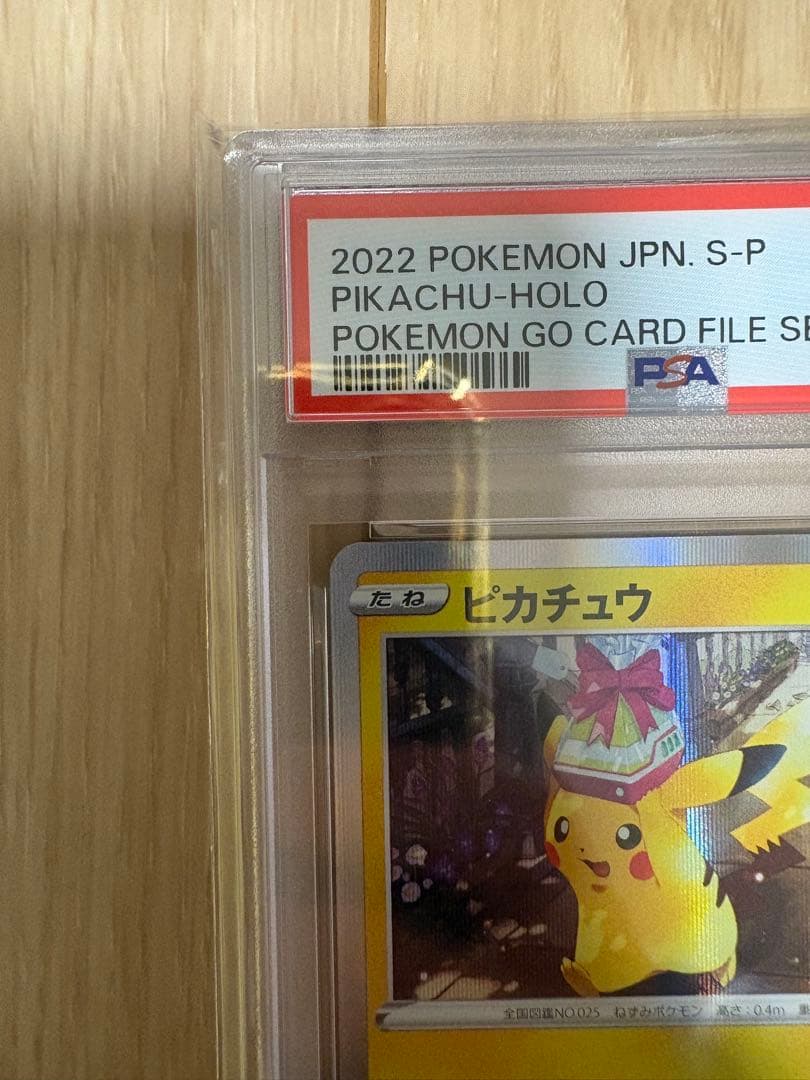 2022 POKEMON JPN. S-P
PIKACHU-HOLO
POKEMON GO CARD FILE SE
PSA
たね ピカチュウ
全国図鑑NO.025 ねずみポケモン 高さ:0.4m 重